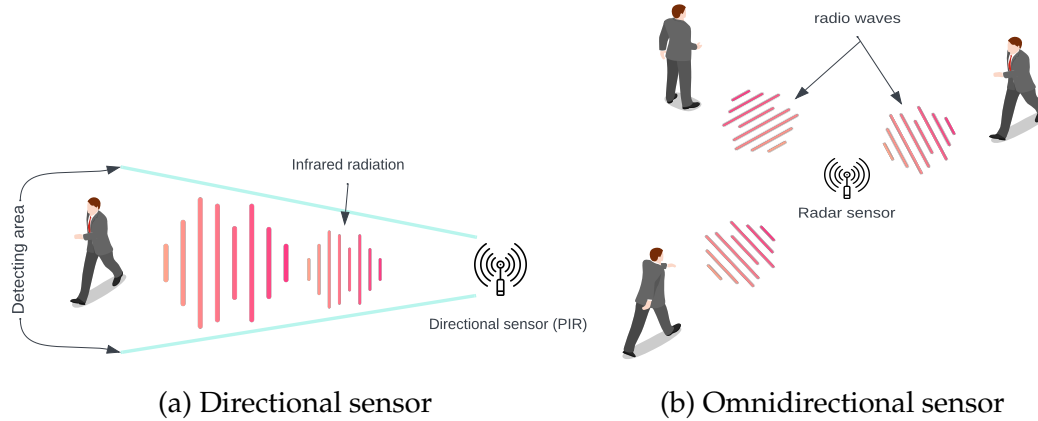 Detecting area
Infrared radiation
Directional sensor (PIR)
(a) Directional sensor
radio waves
Radar sensor
(b) Omnidirectional sensor